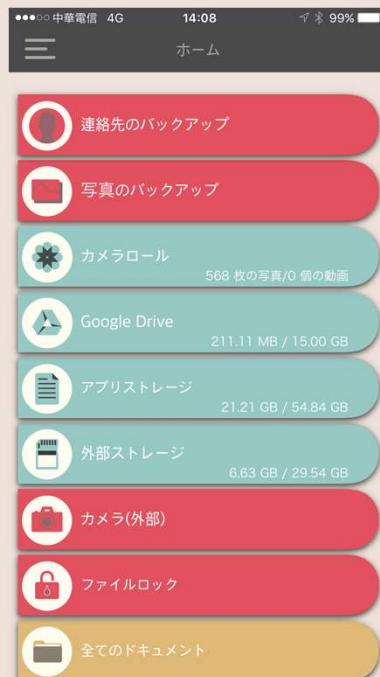 中華電信 4G 14:08 99%
ホーム
連絡先のバックアップ
写真のバックアップ
カメラロール
568 枚の写真/0 個の動画
Google Drive
211.11 MB / 15.00 GB
アプリストレージ
21.21 GB / 54.84 GB
外部ストレージ
6.63 GB / 29.54 GB
カメラ(外部)
ファイルロック
全てのドキュメント